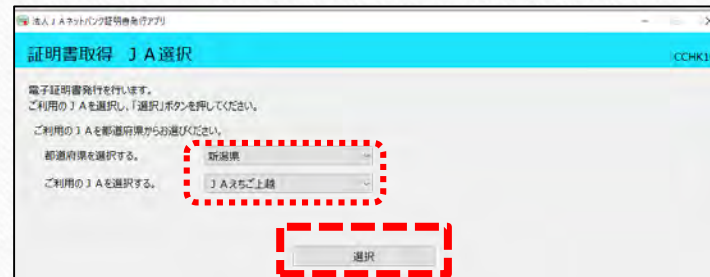 法人JAネットバンク証明書発行アプリ
証明書取得 JA選択
CCHK1
電子証明書発行を行います。
ご利用のJAを選択し、「選択」ボタンを押してください。
ご利用のJAを都道府県からお選びください。
都道府県を選択する。 新潟県
ご利用のJAを選択する。 JAえちご上越
選択